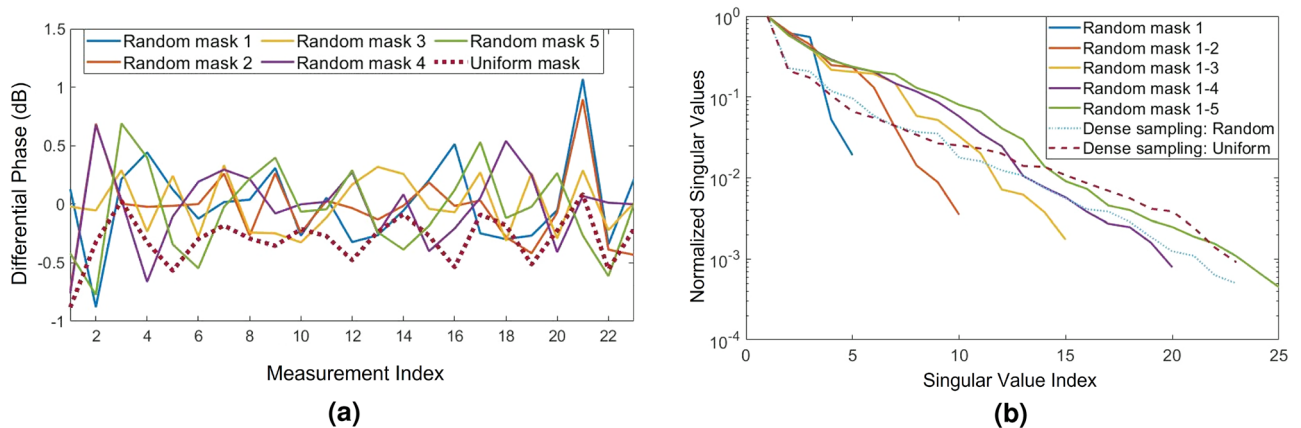 1.5
1
0.5
0
-0.5
-1
Differential Phase (dB)
Random mask 1
Random mask 3
Random mask 5
Random mask 2
Random mask 4
Uniform mask
2 4 6 8 10 12 14 16 18 20 22
Measurement Index
(a)
10^0
10^-1
10^-2
10^-3
10^-4
Normalized Singular Values
Random mask 1
Random mask 1-2
Random mask 1-3
Random mask 1-4
Random mask 1-5
Dense sampling: Random
Dense sampling: Uniform
0 5 10 15 20 25
Singular Value Index
(b)